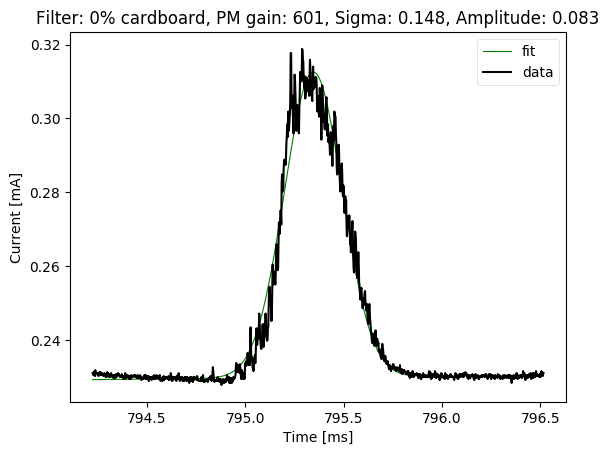 Filter: 0% cardboard, PM gain: 601, Sigma: 0.148, Amplitude: 0.083
fit
data
0.32
0.30
0.28
0.26
0.24
Current [mA]
794.5
795.0
795.5
796.0
796.5
Time [ms]